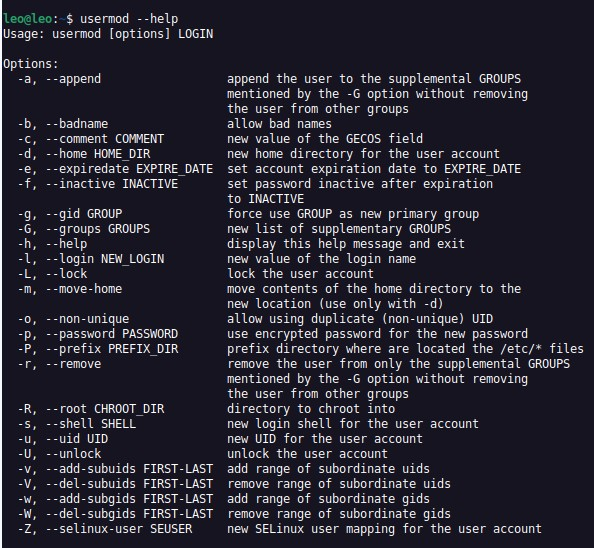 leo@leo:~$ usermod --help
Usage: usermod [options] LOGIN

Options:
  -a, --append                  append the user to the supplemental GROUPS
                                mentioned by the -G option without removing
                                the user from other groups
  -b, --badname                 allow bad names
  -c, --comment COMMENT         new value of the GECOS field
  -d, --home HOME_DIR           new home directory for the user account
  -e, --expiredate EXPIRE_DATE  set account expiration date to EXPIRE_DATE
  -f, --inactive INACTIVE       set password inactive after expiration
                                to INACTIVE
  -g, --gid GROUP               force use GROUP as new primary group
  -G, --groups GROUPS           new list of supplementary GROUPS
  -h, --help                    display this help message and exit
  -l, --login NEW_LOGIN         new value of the login name
  -L, --lock                    lock the user account
  -m, --move-home               move contents of the home directory to the
                                new location (use only with -d)
  -o, --non-unique              allow using duplicate (non-unique) UID
  -p, --password PASSWORD       use encrypted password for the new password
  -P, --prefix PREFIX_DIR       prefix directory where are located the /etc/* files
  -r, --remove                  remove the user from only the supplemental GROUPS
                                mentioned by the -G option without removing
                                the user from other groups
  -R, --root CHROOT_DIR         directory to chroot into
  -s, --shell SHELL             new login shell for the user account
  -u, --uid UID                 new UID for the user account
  -U, --unlock                  unlock the user account
  -v, --add-subuids FIRST-LAST  add range of subordinate uids
  -V, --del-subuids FIRST-LAST  remove range of subordinate uids
  -w, --add-subgids FIRST-LAST  add range of subordinate gids
  -W, --del-subgids FIRST-LAST  remove range of subordinate gids
  -Z, --selinux-user SEUSER     new SELinux user mapping for the user account